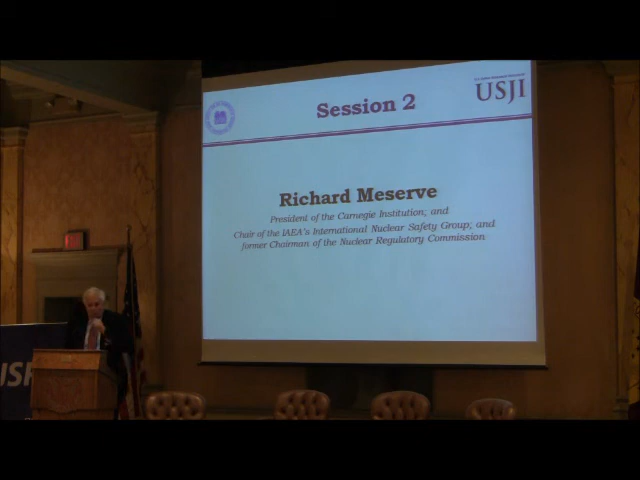 Session 2
USJI
Richard Meserve
President of the Carnegie Institution; and
Chair of the IAEA's International Nuclear Safety Group; and
former Chairman of the Nuclear Regulatory Commission